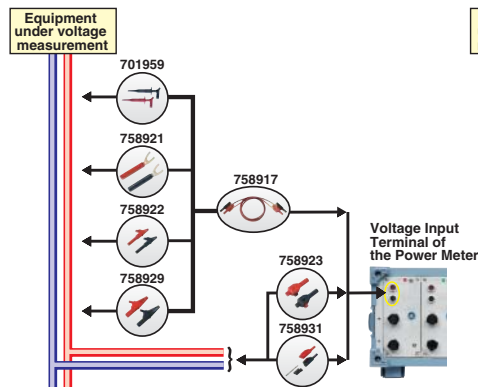 Equipment
under voltage
measurement
701959
758921
758917
758922
Voltage Input
Terminal of
the Power Meter
758923
758929
758931